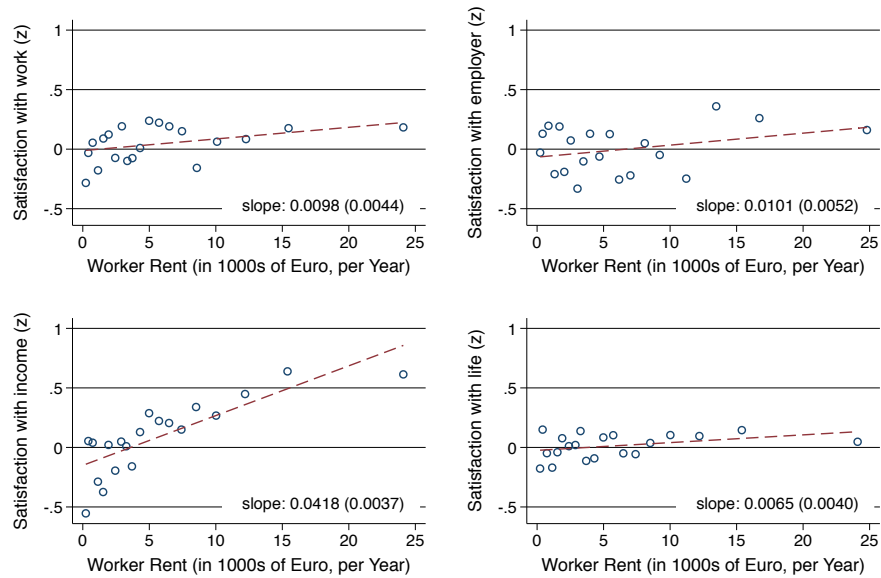 Satisfaction with work (z)
1
.5
0
-.5
slope: 0.0098 (0.0044)
0 5 10 15 20 25
Worker Rent (in 1000s of Euro, per Year)
Satisfaction with employer (z)
1
.5
0
-.5
slope: 0.0101 (0.0052)
0 5 10 15 20 25
Worker Rent (in 1000s of Euro, per Year)
Satisfaction with income (z)
1
.5
0
-.5
slope: 0.0418 (0.0037)
0 5 10 15 20 25
Worker Rent (in 1000s of Euro, per Year)
Satisfaction with life (z)
1
.5
0
-.5
slope: 0.0065 (0.0040)
0 5 10 15 20 25
Worker Rent (in 1000s of Euro, per Year)